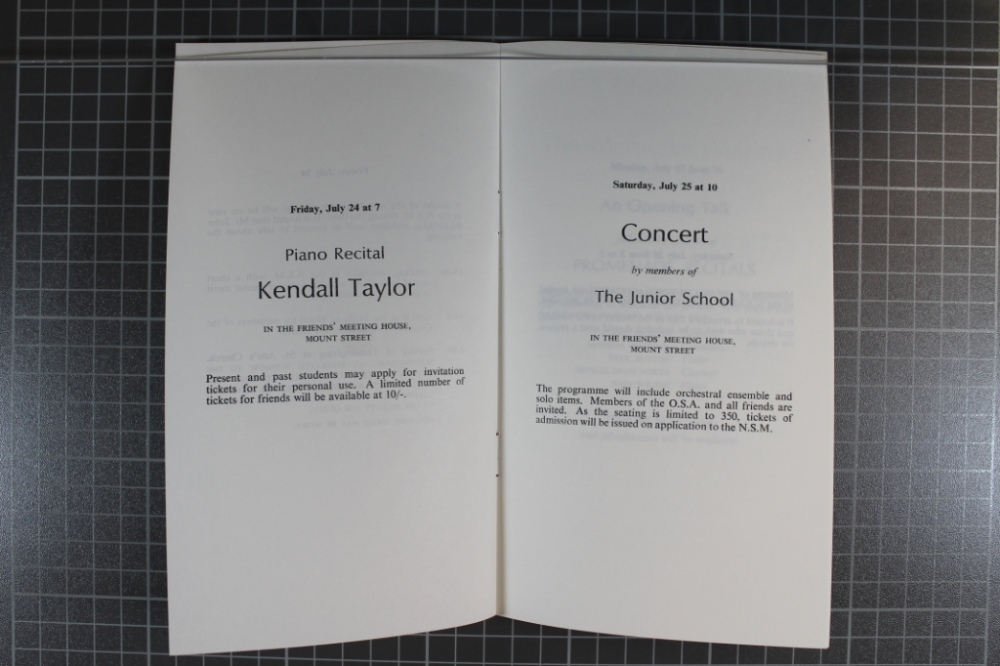 Friday, July 24 at 7
Piano Recital
Kendall Taylor
IN THE FRIENDS' MEETING HOUSE,
MOUNT STREET
Present and past students may apply for invitation
tickets for their personal use. A limited number of
tickets for friends will be available at 10/-.
Saturday, July 25 at 10
Concert
by members of
The Junior School
IN THE FRIENDS' MEETING HOUSE,
MOUNT STREET
The programme will include orchestral ensemble and
solo items. Members of the O.S.A. and all friends are
invited. As the seating is limited to 350, tickets of
admission will be issued on application to the N.S.M.